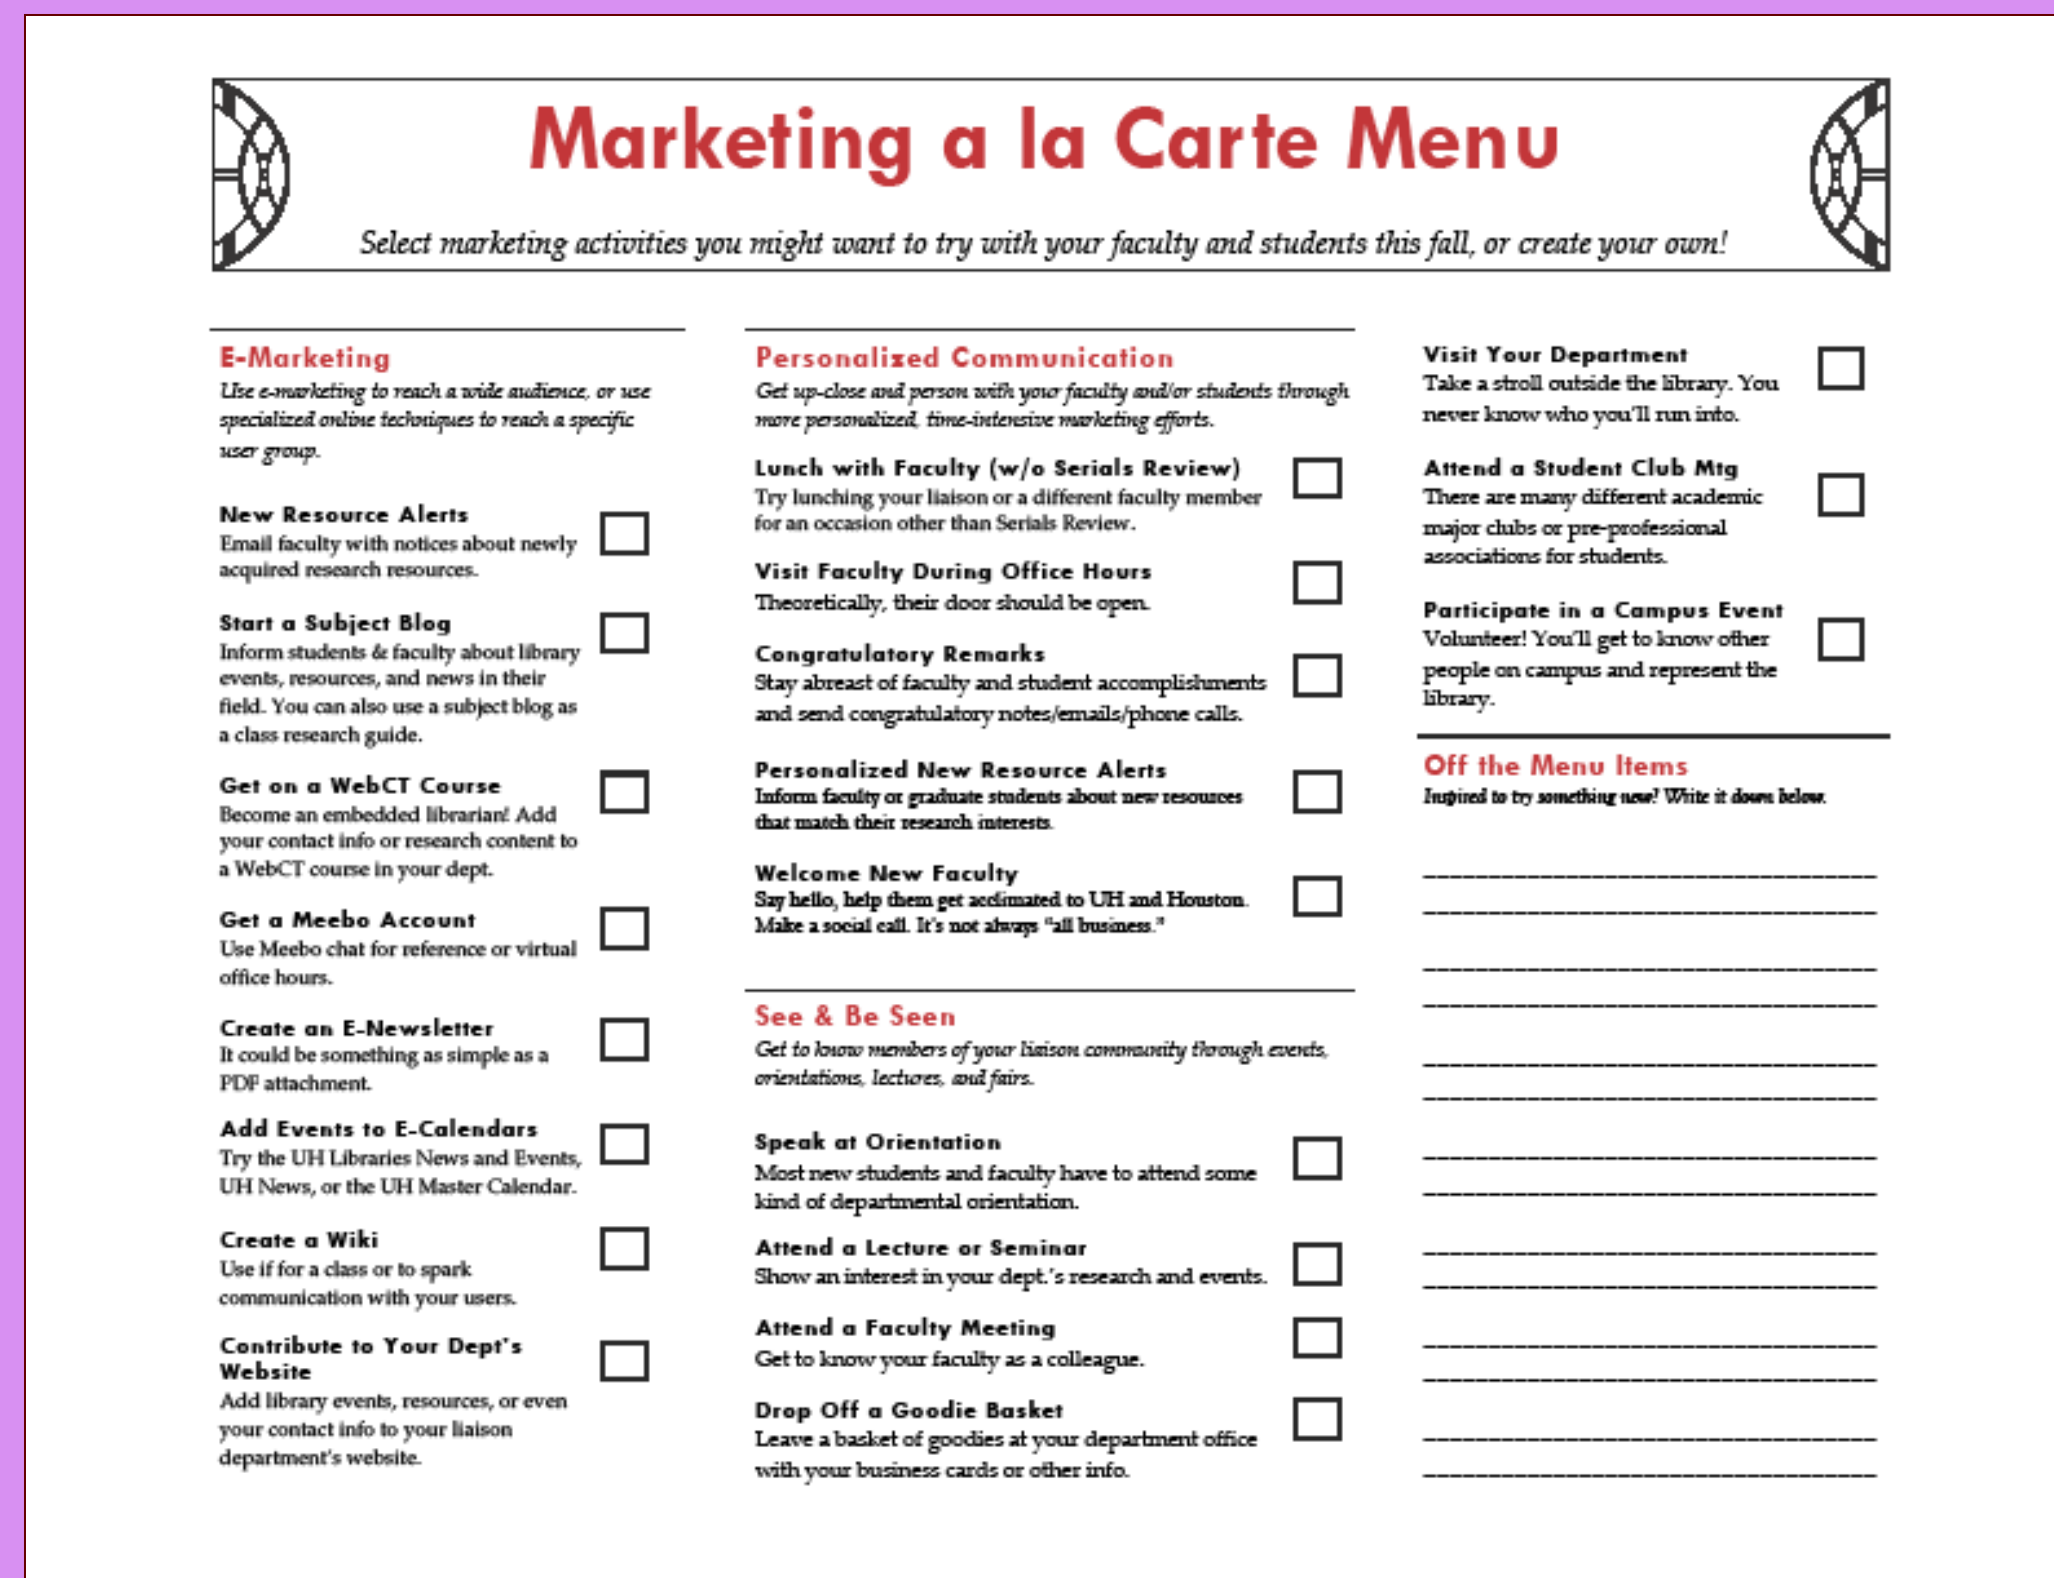 Marketing a la Carte Menu
Select marketing activities you might want to try with your faculty and students this fall, or create your own!
E-Marketing
Use e-marketing to reach a wide audience, or use
specialized online techniques to reach a specific
user group.
New Resource Alerts
Email faculty with notices about newly
acquired research resources.
Start a Subject Blog
Inform students & faculty about library
events, resources, and news in their
field. You can also use a subject blog as
a class research guide.
Get on a WebCT Course
Become an embedded librarian! Add
your contact info or research content to
a WebCT course in your dept.
Get a Meebo Account
Use Meebo chat for reference or virtual
office hours.
Create an E-Newsletter
It could be something as simple as a
PDF attachment.
Add Events to E-Calendars
Try the UH Libraries News and Events,
UH News, or the UH Master Calendar.
Create a Wiki
Use if for a class or to spark
communication with your users.
Contribute to Your Dept's
Website
Add library events, resources, or even
your contact info to your liaison
department's website.
Personalized Communication
Get up-close and person with your faculty and/or students through
more personalized, time-intensive marketing efforts.
Lunch with Faculty (w/o Serials Review)
Try lunching your liaison or a different faculty member
for an occasion other than Serials Review.
Visit Faculty During Office Hours
Theoretically, their door should be open.
Congratulatory Remarks
Stay abreast of faculty and student accomplishments
and send congratulatory notes/emails/phone calls.
Personalized New Resource Alerts
Inform faculty or graduate students about new resources
that match their research interests.
Welcome New Faculty
Say hello, help them get acclimated to UH and Houston.
Make a social call. It's not always "all business."
See & Be Seen
Get to know members of your liaison community through events,
orientations, lectures, and fairs.
Speak at Orientation
Most new students and faculty have to attend some
kind of departmental orientation.
Attend a Lecture or Seminar
Show an interest in your dept.'s research and events.
Attend a Faculty Meeting
Get to know your faculty as a colleague.
Drop Off a Goodie Basket
Leave a basket of goodies at your department office
with your business cards or other info.
Visit Your Department
Take a stroll outside the library. You
never know who you'll run into.
Attend a Student Club Mtg
There are many different academic
major clubs or pre-professional
associations for students.
Participate in a Campus Event
Volunteer! You'll get to know other
people on campus and represent the
library.
Off the Menu Items
Inspired to try something new? Write it down below.